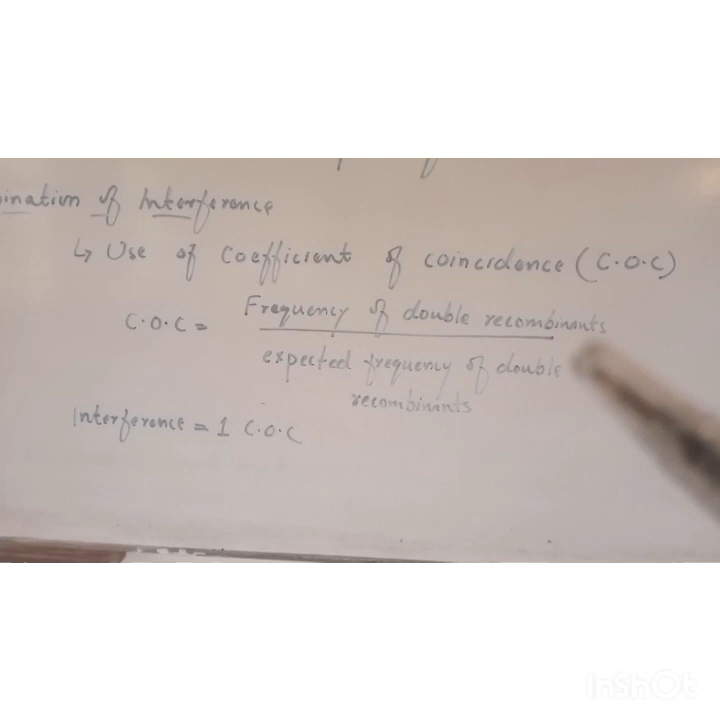 ination of Interference
↳ Use of Coefficient of coincidence (C.O.C)
C.O.C = Frequency of double recombinants
expected frequency of double
recombinants
Interference = 1 C.O.C
InShOt